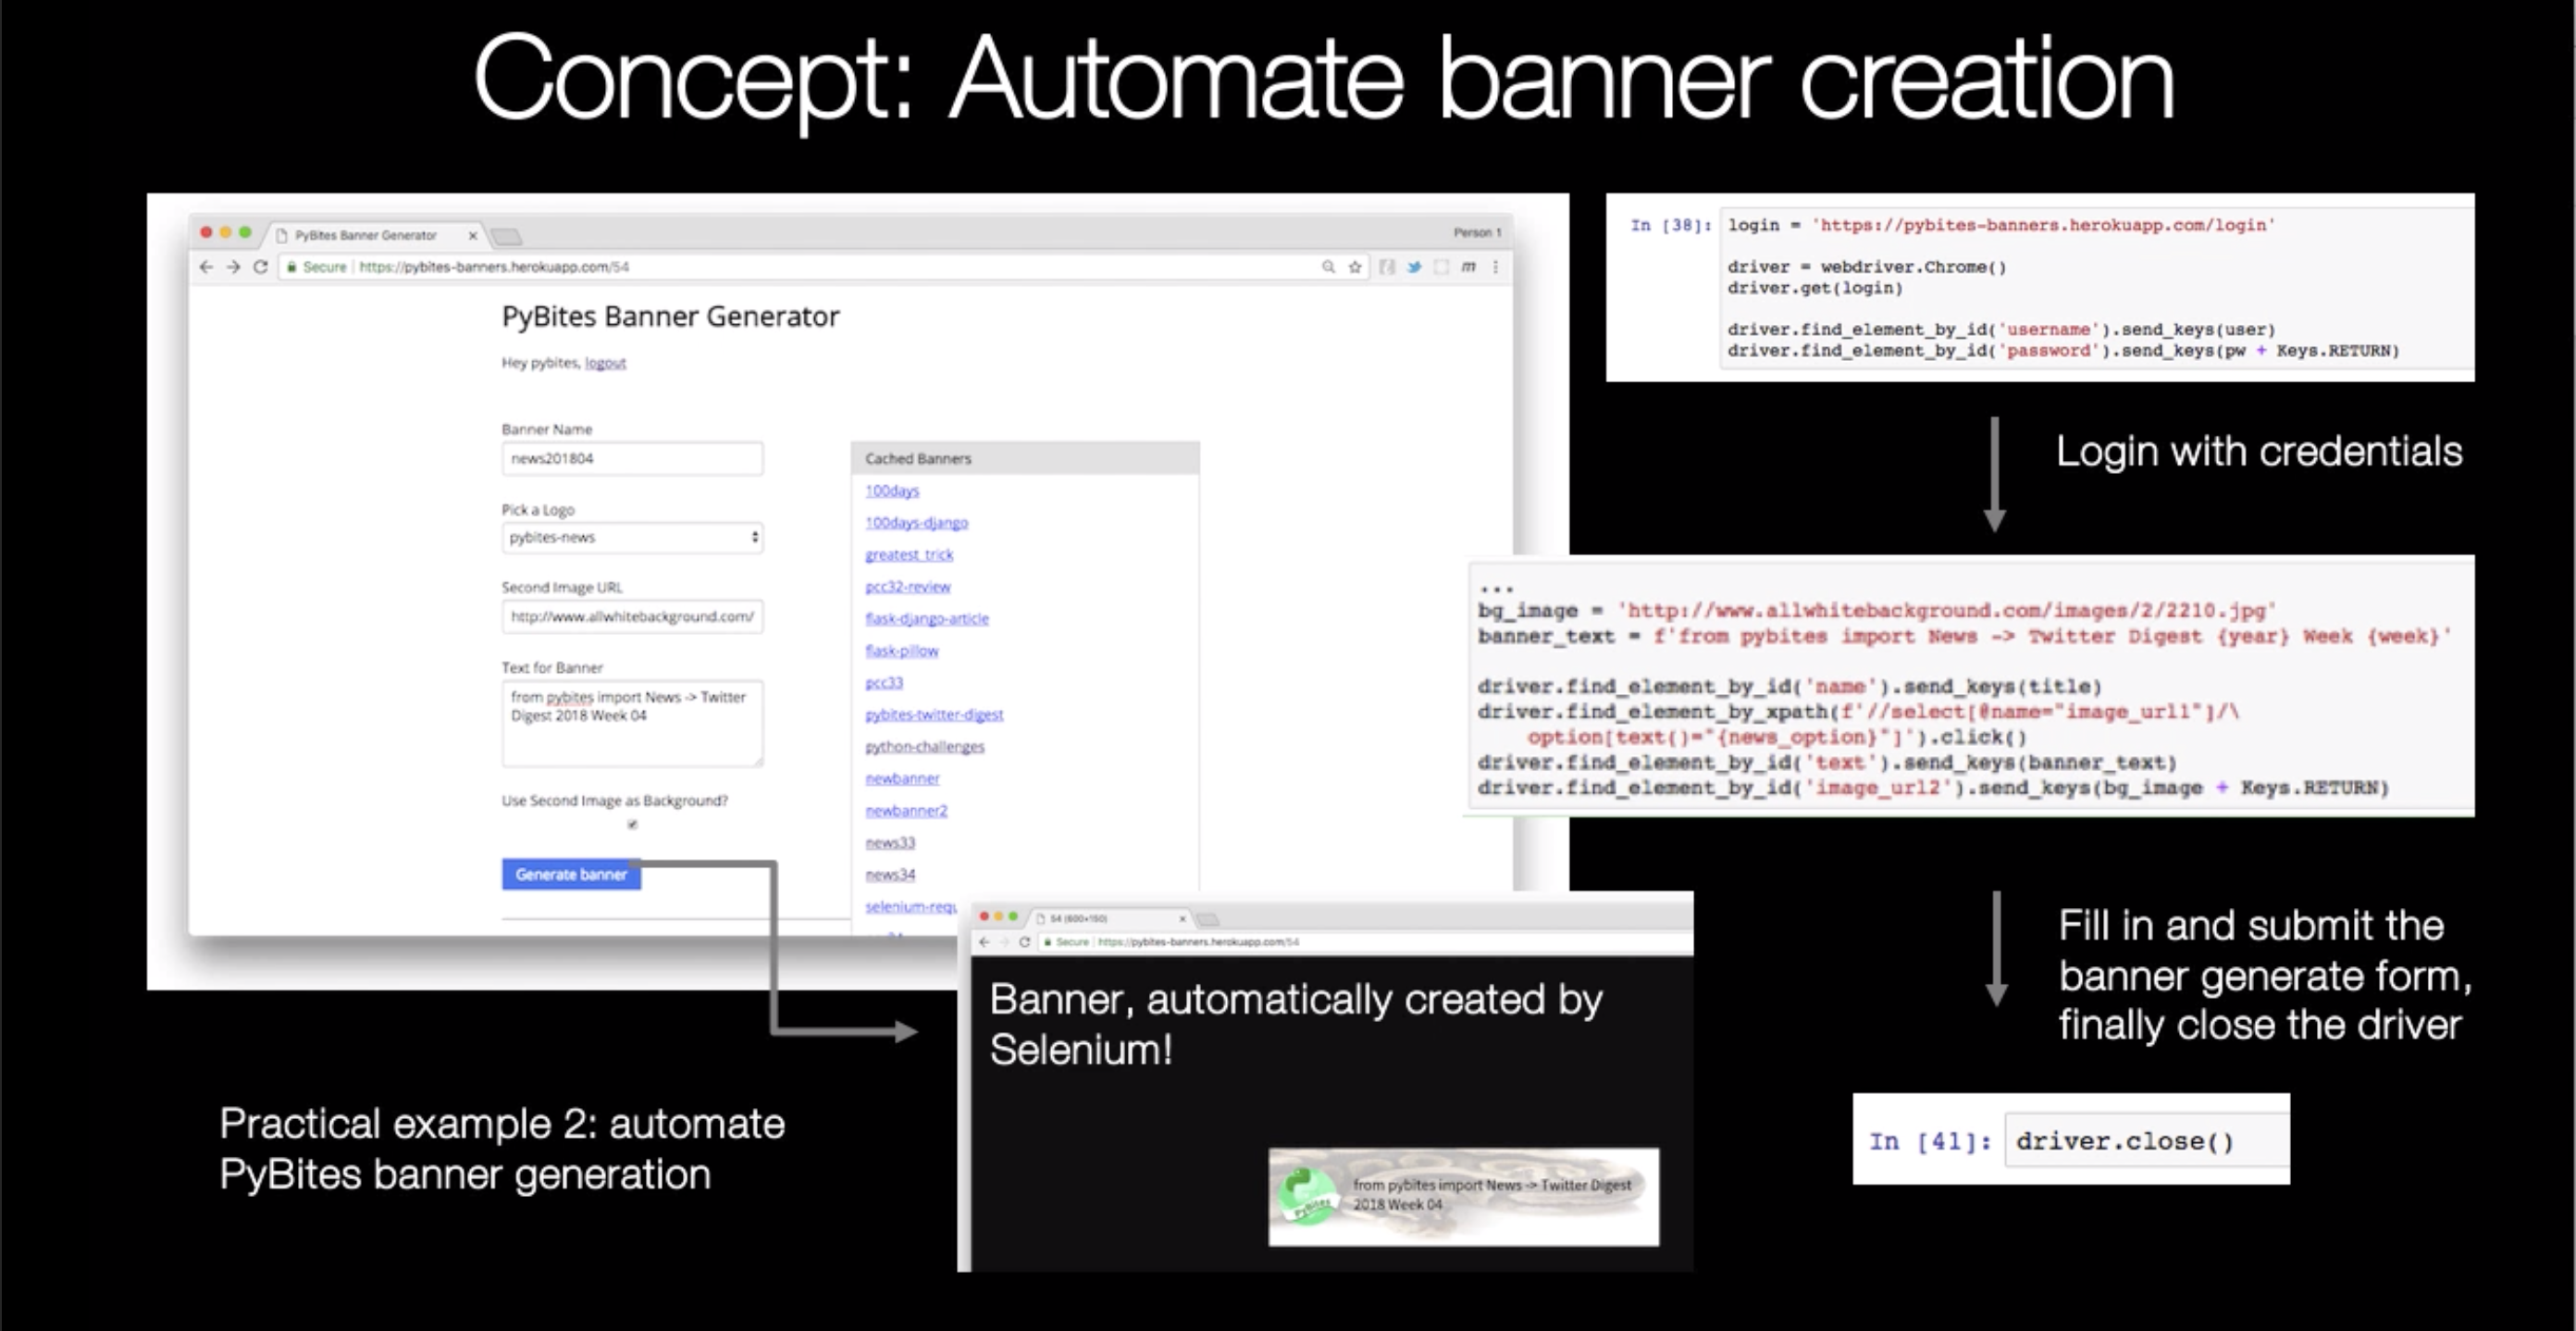 Concept: Automate banner creation
PyBites Banner Generator
Person 1
Secure
https://pybites-banners.herokuapp.com/54
PyBites Banner Generator
Hey pybites, logout
Banner Name
news201804
Pick a Logo
pybites-news
Second Image URL
http://www.allwhitebackground.com/
Text for Banner
from pybites import News -> Twitter
Digest 2018 Week 04
Use Second Image as Background?
Generate banner
Cached Banners
100days
100days-django
greatest_trick
pcc32-review
flask-django-article
flask-pillow
pcc33
pybites-twitter-digest
python-challenges
newbanner
newbanner2
news33
news34
selenium-requ
In [38]: login = 'https://pybites-banners.herokuapp.com/login'
driver = webdriver.Chrome()
driver.get(login)
driver.find_element_by_id('username').send_keys(user)
driver.find_element_by_id('password').send_keys(pw + Keys.RETURN)
Login with credentials
...
bg_image = 'http://www.allwhitebackground.com/images/2/2210.jpg'
banner_text = f'from pybites import News -> Twitter Digest {year} Week {week}'
driver.find_element_by_id('name').send_keys(title)
driver.find_element_by_xpath(f'//select[@name="image_url1"]/\
option[text()="{news_option}"]').click()
driver.find_element_by_id('text').send_keys(banner_text)
driver.find_element_by_id('image_url2').send_keys(bg_image + Keys.RETURN)
Fill in and submit the
banner generate form,
finally close the driver
In [41]: driver.close()
54 (600×150)
Secure
https://pybites-banners.herokuapp.com/54
Banner, automatically created by
Selenium!
PyBites
from pybites import News -> Twitter Digest
2018 Week 04
Practical example 2: automate
PyBites banner generation